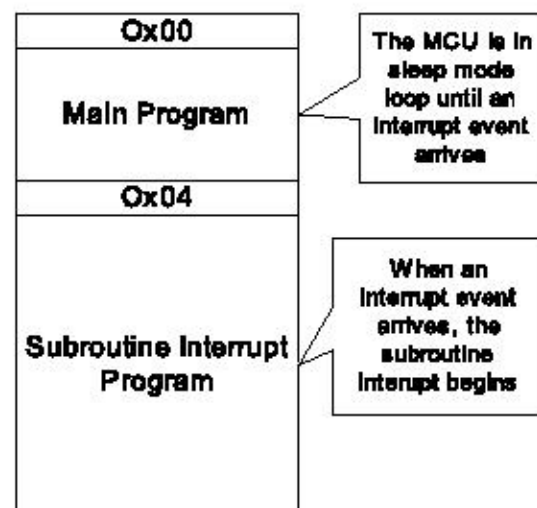 Ox00
Main Program
The MCU is in
sleep mode
loop until an
interrupt event
arrives
Ox04
Subroutine Interrupt
Program
When an
interrupt event
arrives, the
subroutine
interupt begins